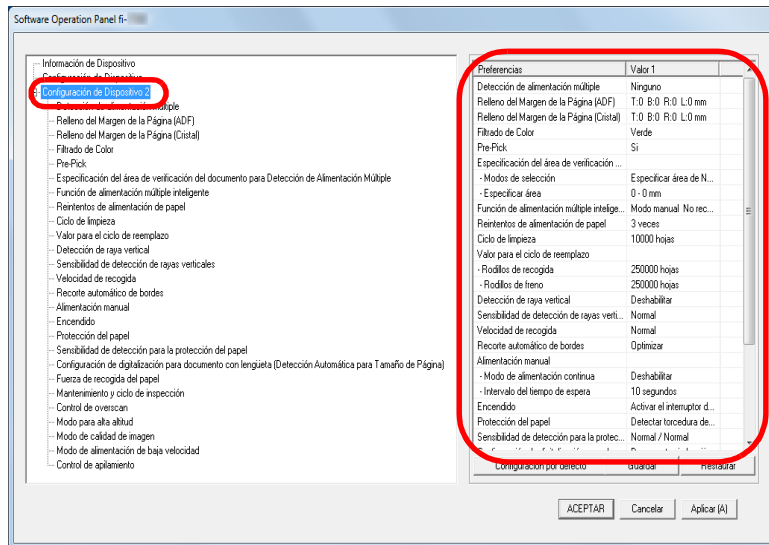 Software Operation Panel fi-
Información de Dispositivo
Configuración de Dispositivo
Configuración de Dispositivo 2
Detección de alimentación múltiple
Relleno del Margen de la Página (ADF)
Relleno del Margen de la Página (Cristal)
Filtrado de Color
Pre-Pick
Especificación del área de verificación del documento para Detección de Alimentación Múltiple
Función de alimentación múltiple inteligente
Reintentos de alimentación de papel
Ciclo de limpieza
Valor para el ciclo de reemplazo
Detección de raya vertical
Sensibilidad de detección de rayas verticales
Velocidad de recogida
Recorte automático de bordes
Alimentación manual
Encendido
Protección del papel
Sensibilidad de detección para la protección del papel
Configuración de digitalización para documento con lengüeta (Detección Automática para Tamaño de Página)
Fuerza de recogida del papel
Mantenimiento y ciclo de inspección
Control de overscan
Modo para alta altitud
Modo de calidad de imagen
Modo de alimentación de baja velocidad
Control de apilamiento
Preferencias Valor 1
Detección de alimentación múltiple Ninguno
Relleno del Margen de la Página (ADF) T:0 B:0 R:0 L:0 mm
Relleno del Margen de la Página (Cristal) T:0 B:0 R:0 L:0 mm
Filtrado de Color Verde
Pre-Pick Si
Especificación del área de verificación ...
- Modos de selección Especificar área de N...
- Especificar área 0 - 0 mm
Función de alimentación múltiple intelige... Modo manual No rec...
Reintentos de alimentación de papel 3 veces
Ciclo de limpieza 10000 hojas
Valor para el ciclo de reemplazo
- Rodillos de recogida 250000 hojas
- Rodillos de freno 250000 hojas
Detección de raya vertical Deshabilitar
Sensibilidad de detección de rayas verti... Normal
Velocidad de recogida Normal
Recorte automático de bordes Optimizar
Alimentación manual
- Modo de alimentación continua Deshabilitar
- Intervalo del tiempo de espera 10 segundos
Encendido Activar el interruptor d...
Protección del papel Detectar torcedura de...
Sensibilidad de detección para la protec... Normal / Normal
Configuración por defecto Guardar Restaurar
ACEPTAR Cancelar Aplicar (A)